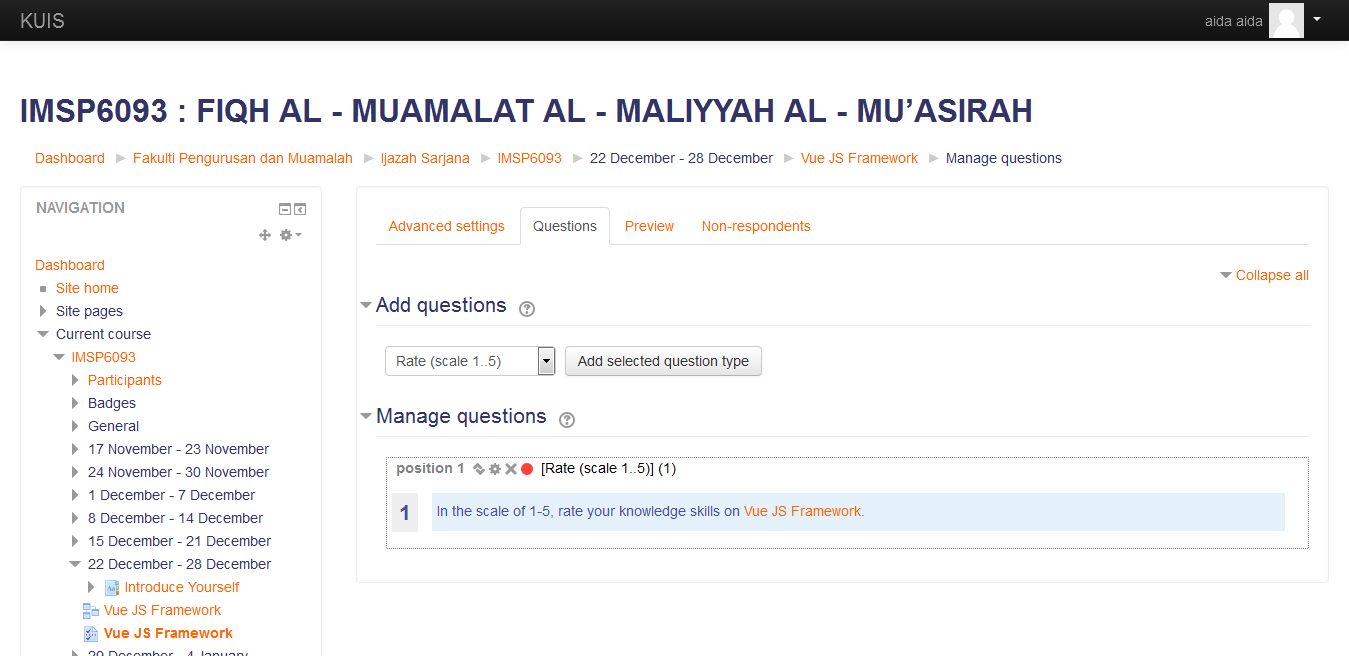 KUIS
aida aida
IMSP6093 : FIQH AL - MUAMALAT AL - MALIYYAH AL - MU’ASIRAH
Dashboard Fakulti Pengurusan dan Muamalah Ijazah Sarjana IMSP6093 22 December - 28 December Vue JS Framework Manage questions
NAVIGATION
Dashboard
Site home
Site pages
Current course
IMSP6093
Participants
Badges
General
17 November - 23 November
24 November - 30 November
1 December - 7 December
8 December - 14 December
15 December - 21 December
22 December - 28 December
Introduce Yourself
Vue JS Framework
Vue JS Framework
29 December - 4 January
Advanced settings Questions Preview Non-respondents
Collapse all
Add questions
Rate (scale 1..5) Add selected question type
Manage questions
position 1 [Rate (scale 1..5)] (1)
1 In the scale of 1-5, rate your knowledge skills on Vue JS Framework.